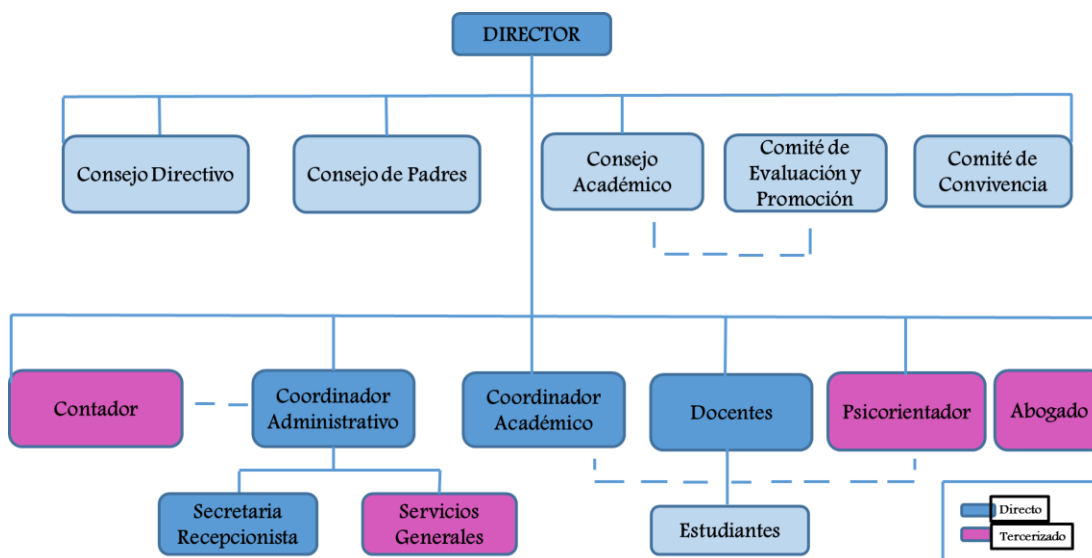 DIRECTOR
Consejo Directivo
Consejo de Padres
Consejo
Académico
Comité de
Evaluación y
Promoción
Comité de
Convivencia
Contador
Coordinador
Administrativo
Coordinador
Académico
Docentes
Psicorientador
Abogado
Secretaria
Recepcionista
Servicios
Generales
Estudiantes
Directo
Tercerizado